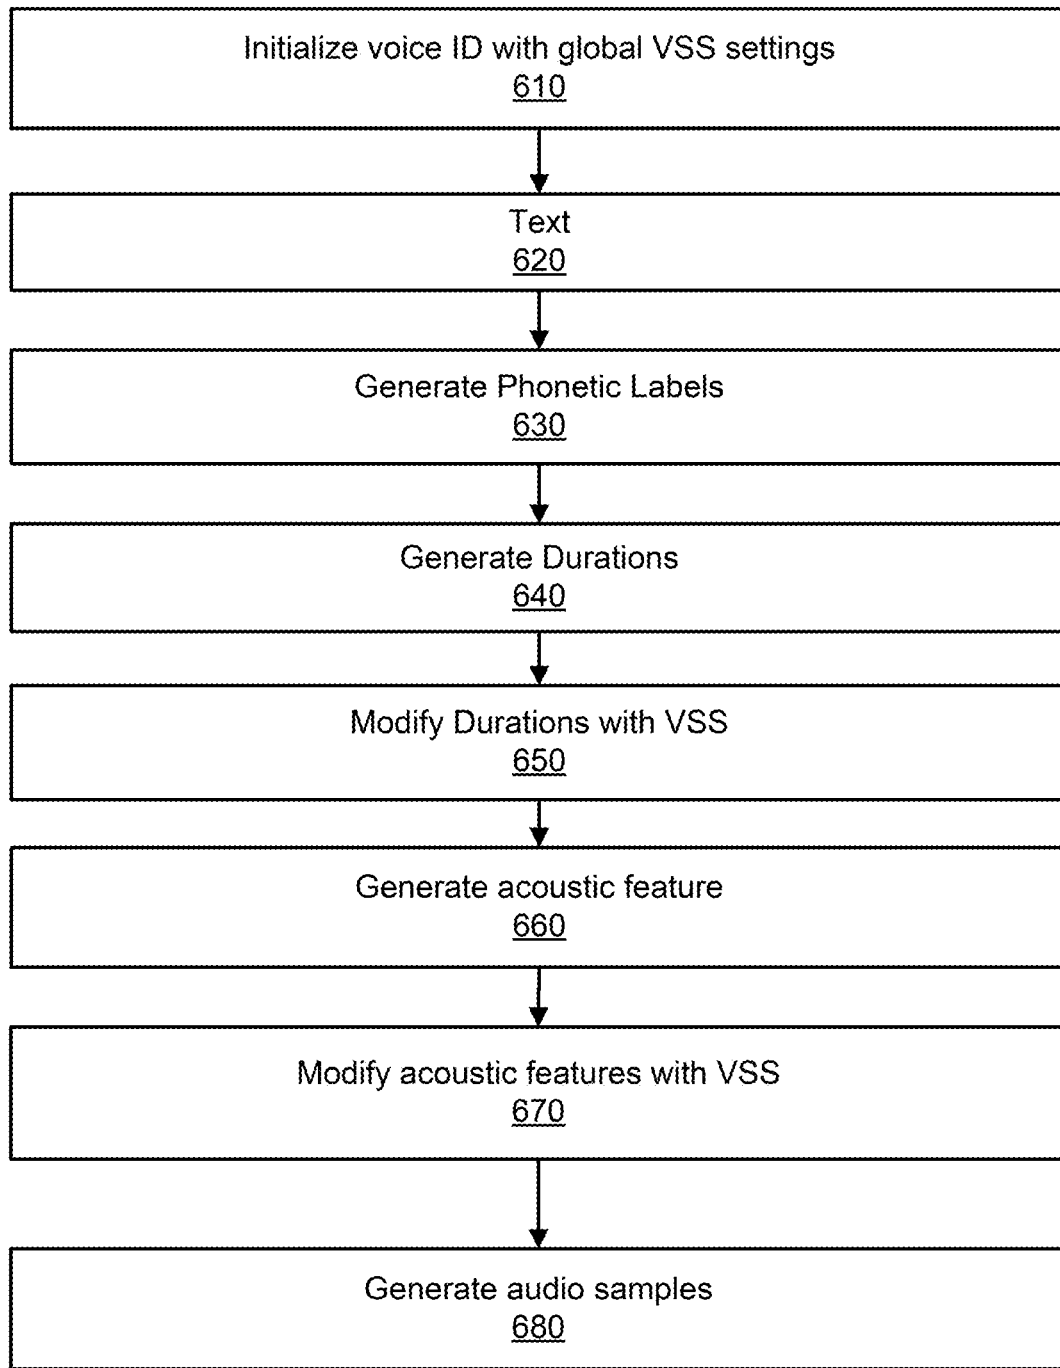 Initialize voice ID with global VSS settings
610
Text
620
Generate Phonetic Labels
630
Generate Durations
640
Modify Durations with VSS
650
Generate acoustic feature
660
Modify acoustic features with VSS
670
Generate audio samples
680